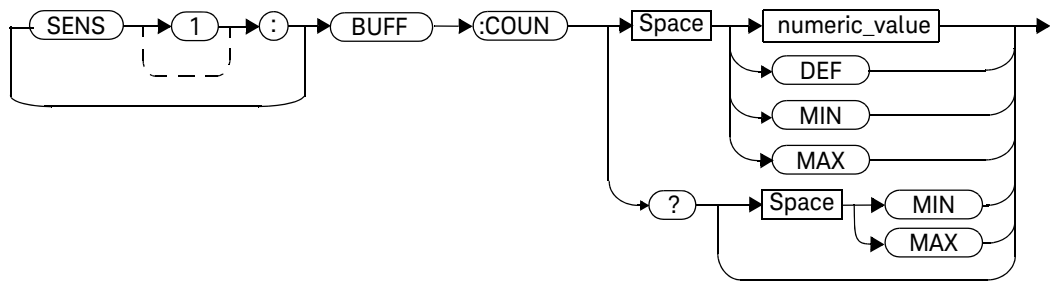 SENS 1 : BUFF :COUN Space numeric_value
DEF
MIN
MAX
? Space MIN
MAX